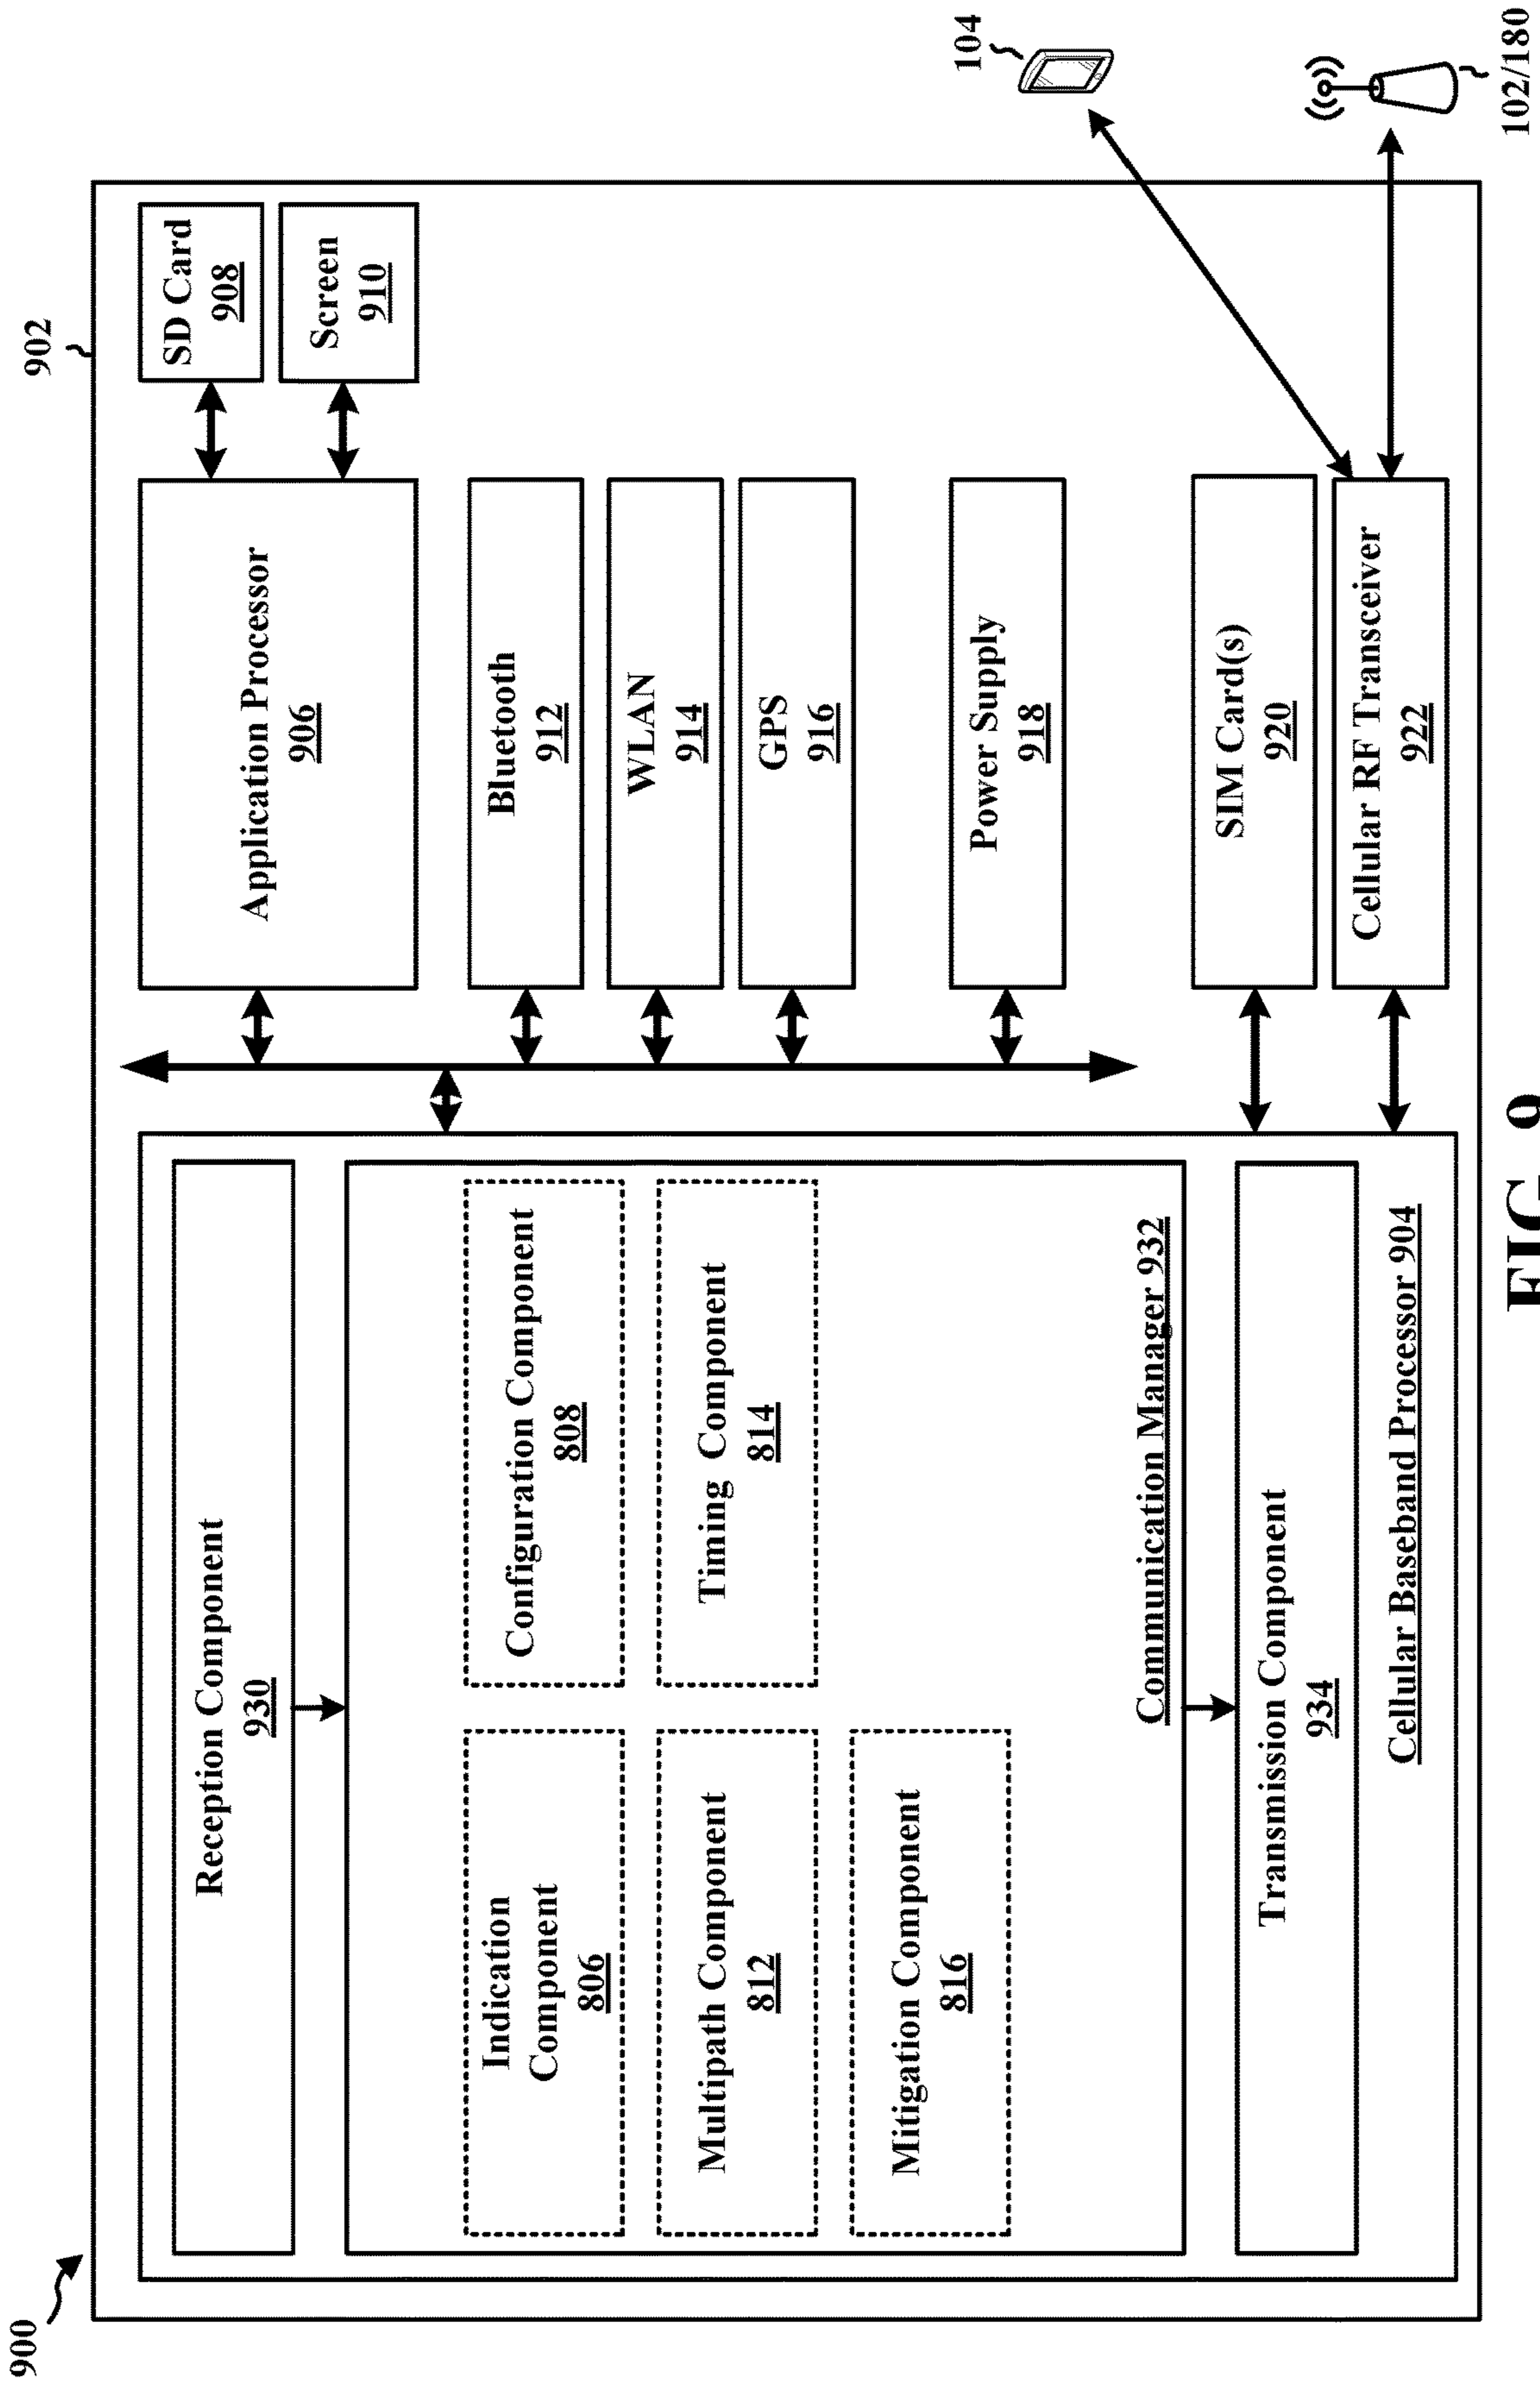 900
902
Reception Component
930
Indication
Component
806
Configuration Component
808
Multipath Component
812
Timing Component
814
Mitigation Component
816
Communication Manager 932
Transmission Component
934
Cellular Baseband Processor 904
Application Processor
906
SD Card
908
Screen
910
Bluetooth
912
WLAN
914
GPS
916
Power Supply
918
SIM Card(s)
920
Cellular RF Transceiver
922
104
102/180
FIG. 9